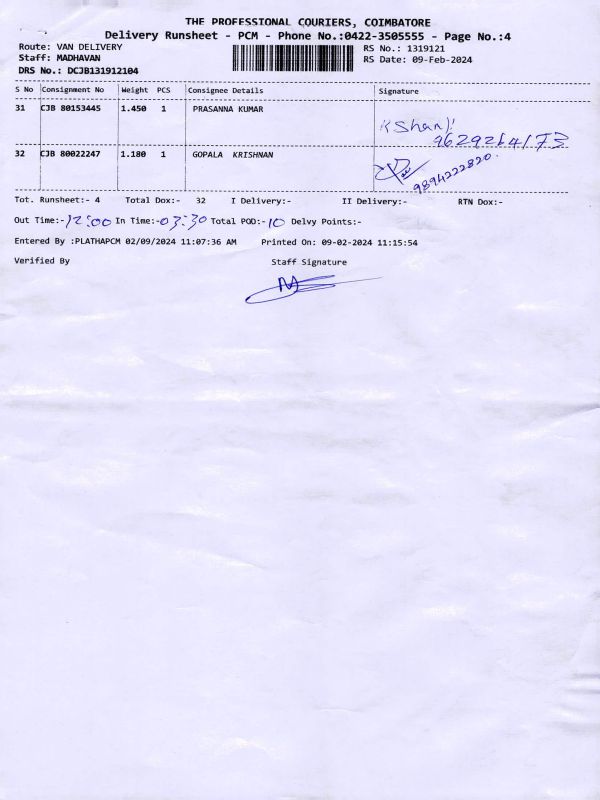 THE PROFESSIONAL COURIERS, COIMBATORE
Delivery Runsheet - PCM - Phone No.:0422-3505555 - Page No.:4
Route: VAN DELIVERY RS No.: 1319121
Staff: MADHAVAN RS Date: 09-Feb-2024
DRS No.: DCJB131912104
S No Consignment No Weight PCS Consignee Details Signature
31 CJB 80153445 1.450 1 PRASANNA KUMAR
32 CJB 80022247 1.180 1 GOPALA KRISHNAN
9894222820
Tot. Runsheet:- 4 Total Dox:- 32 I Delivery:- II Delivery:- RTN Dox:-
Out Time:-12:00 In Time:-03:30 Total POD:-10 Delvy Points:-
Entered By :PLATHAPCM 02/09/2024 11:07:36 AM Printed On: 09-02-2024 11:15:54
Verified By Staff Signature